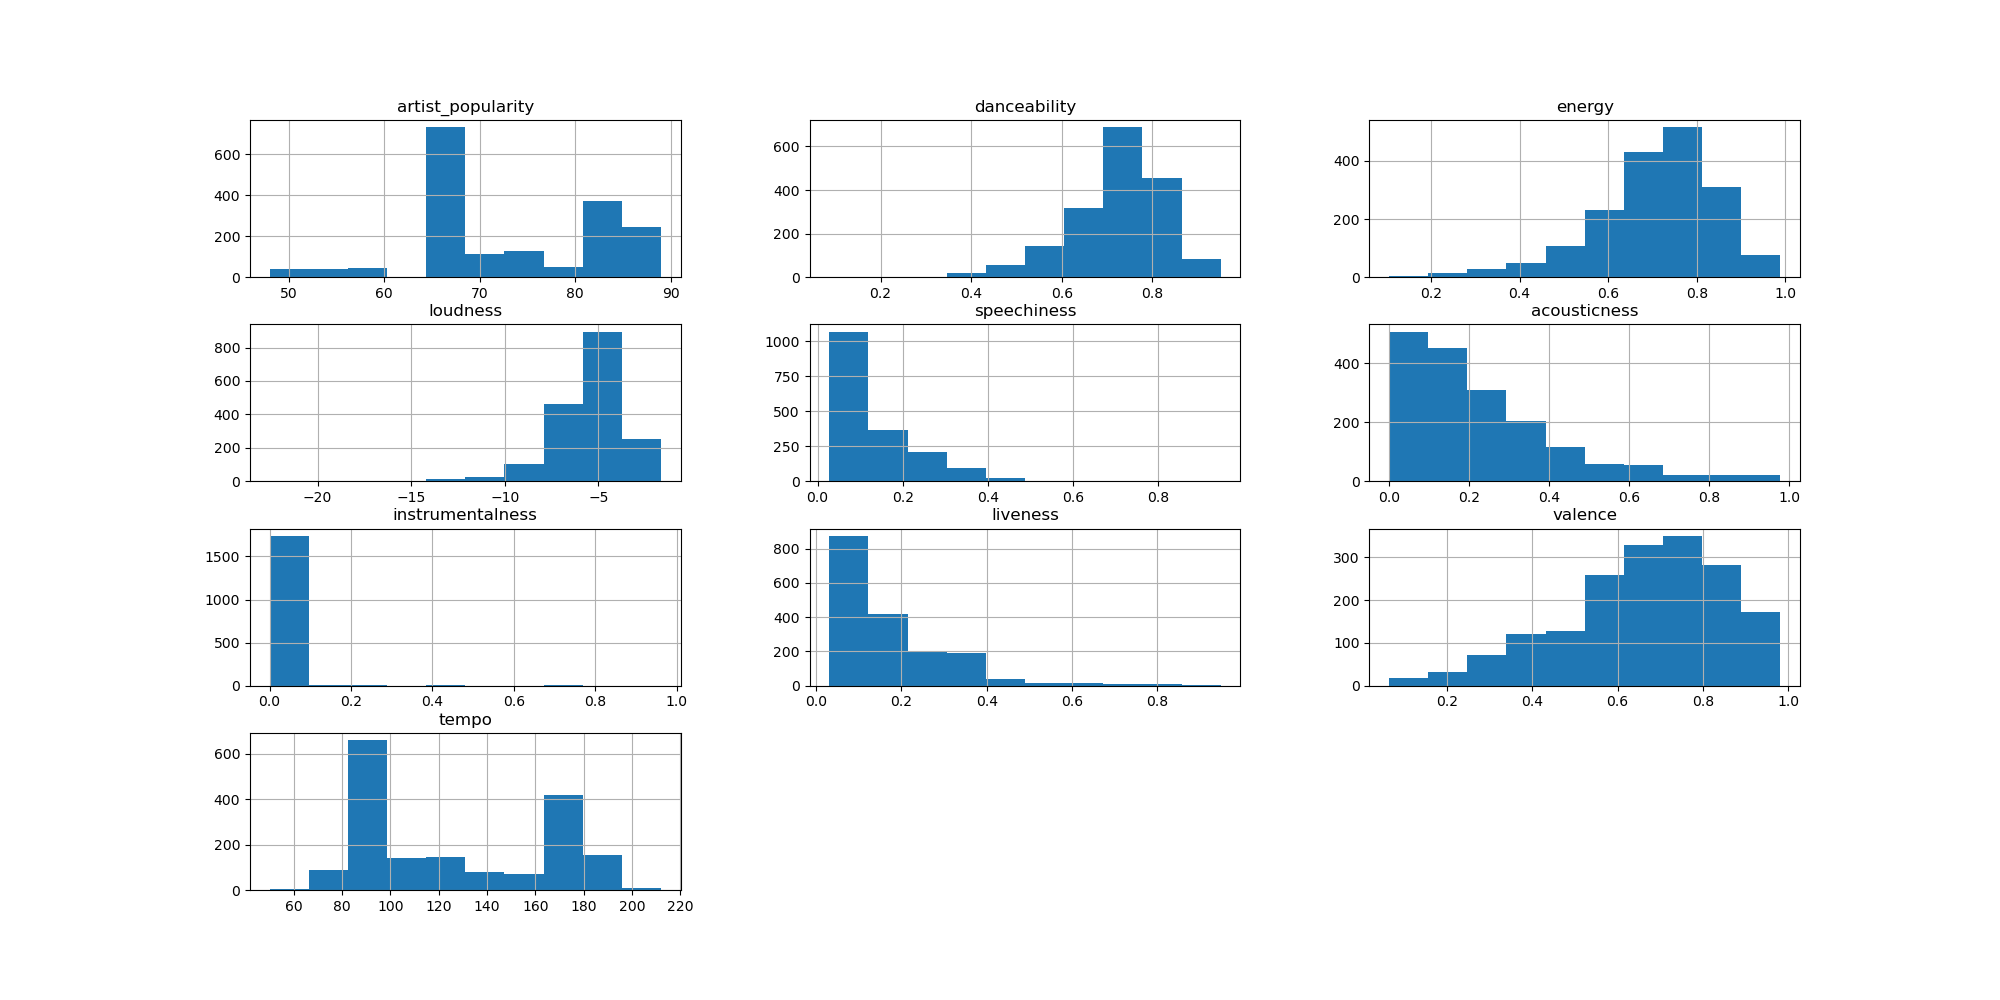 artist_popularity
600
400
200
0
50 60 70 80 90
danceability
600
400
200
0
0.2 0.4 0.6 0.8
energy
400
200
0
0.2 0.4 0.6 0.8 1.0
loudness
800
600
400
200
0
−20 −15 −10 −5
speechiness
1000
750
500
250
0
0.0 0.2 0.4 0.6 0.8
acousticness
400
200
0
0.0 0.2 0.4 0.6 0.8 1.0
instrumentalness
1500
1000
500
0
0.0 0.2 0.4 0.6 0.8 1.0
liveness
800
600
400
200
0
0.0 0.2 0.4 0.6 0.8
valence
300
200
100
0
0.2 0.4 0.6 0.8 1.0
tempo
600
400
200
0
60 80 100 120 140 160 180 200 220